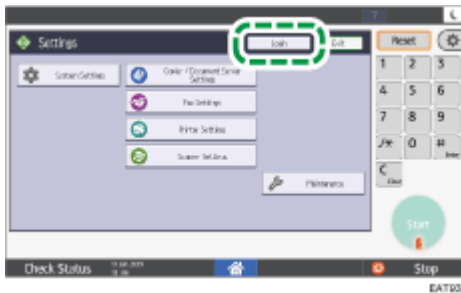 ?
Settings
Login
Exit
Reset
System Settings
Copier / Document Server
Settings
Fax Settings
Printer Settings
Scanner Settings
Maintenance
1 2 3
4 5 6
7 8 9
0 #
C
Clear
Start
Check Status
Stop